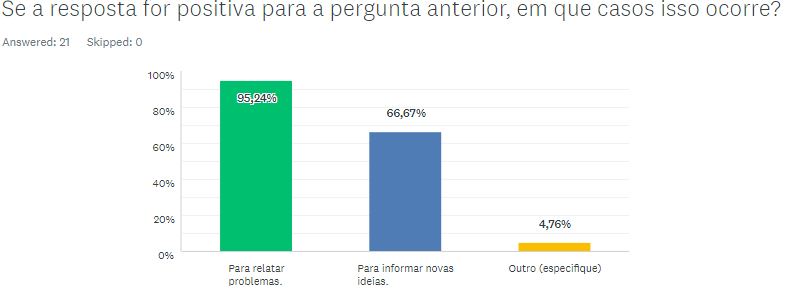 Se a resposta for positiva para a pergunta anterior, em que casos isso ocorre?
Answered: 21 Skipped: 0
100%
80%
60%
40%
20%
0%
95,24%
66,67%
4,76%
Para relatar
problemas.
Para informar novas
ideias.
Outro (especifique)